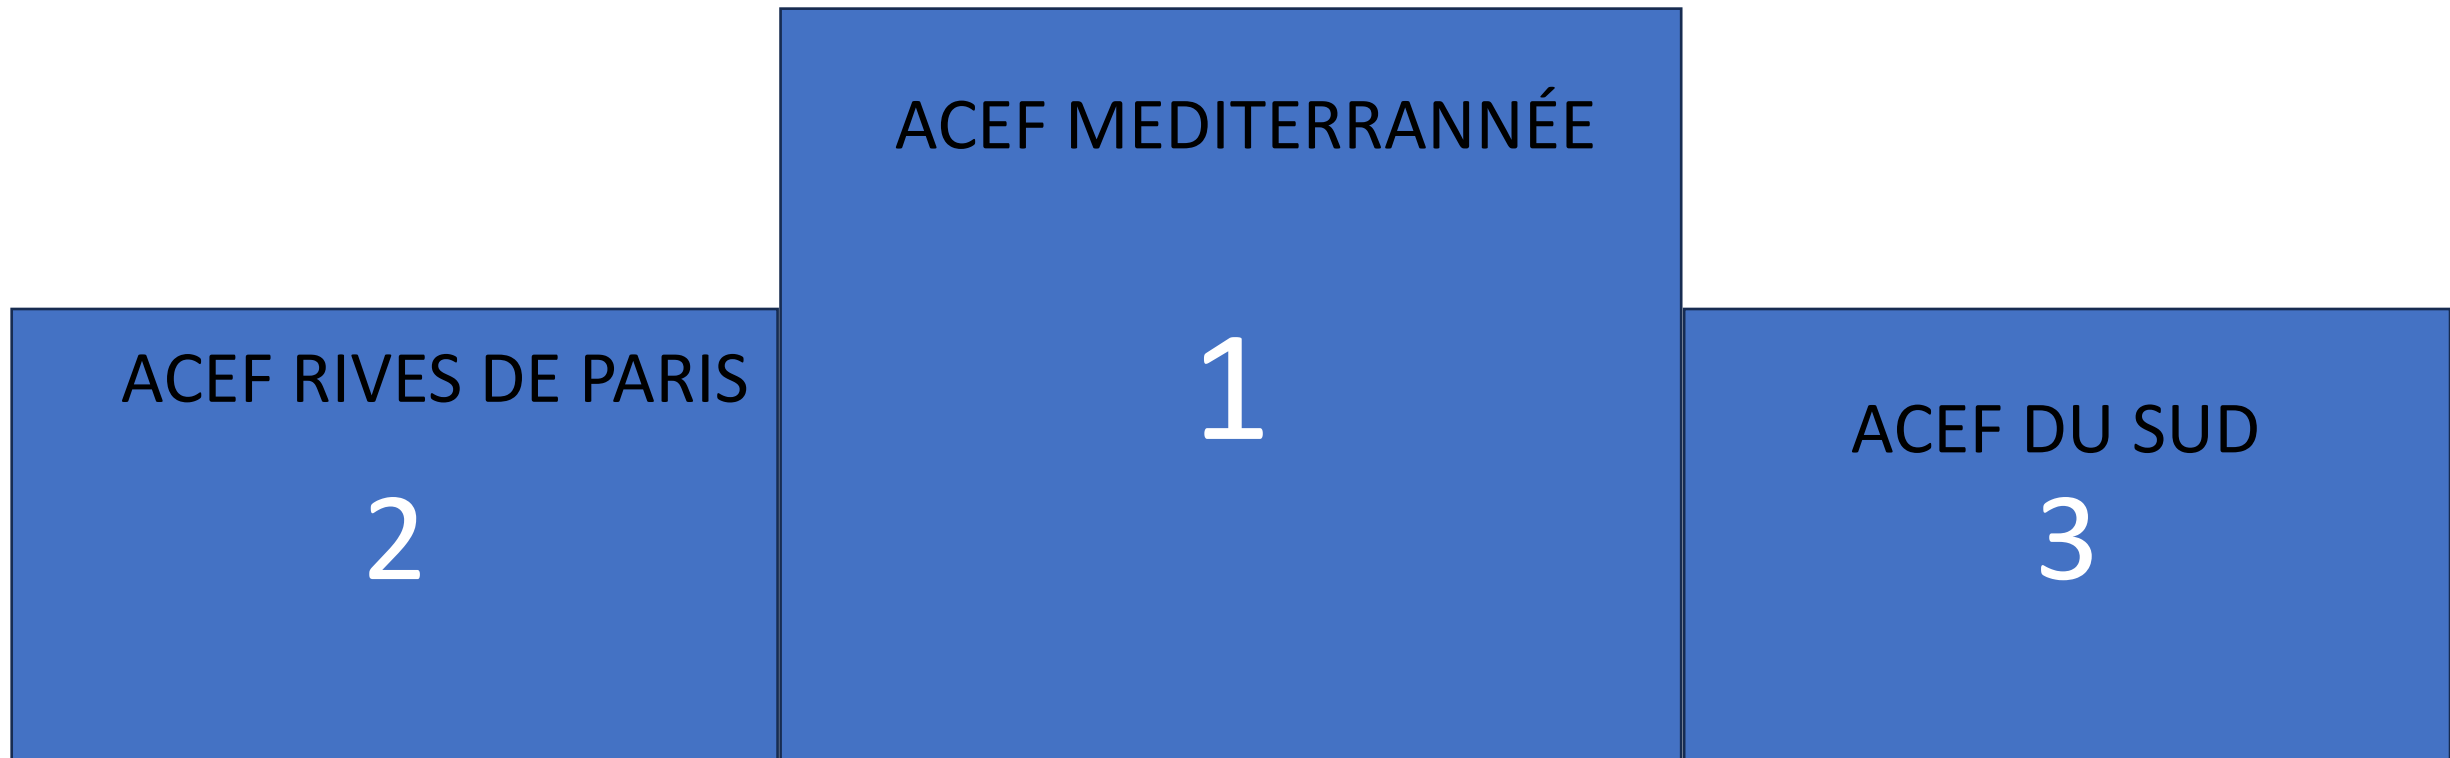 ACEF MEDITERRANNÉE
1
ACEF RIVES DE PARIS
2
ACEF DU SUD
3